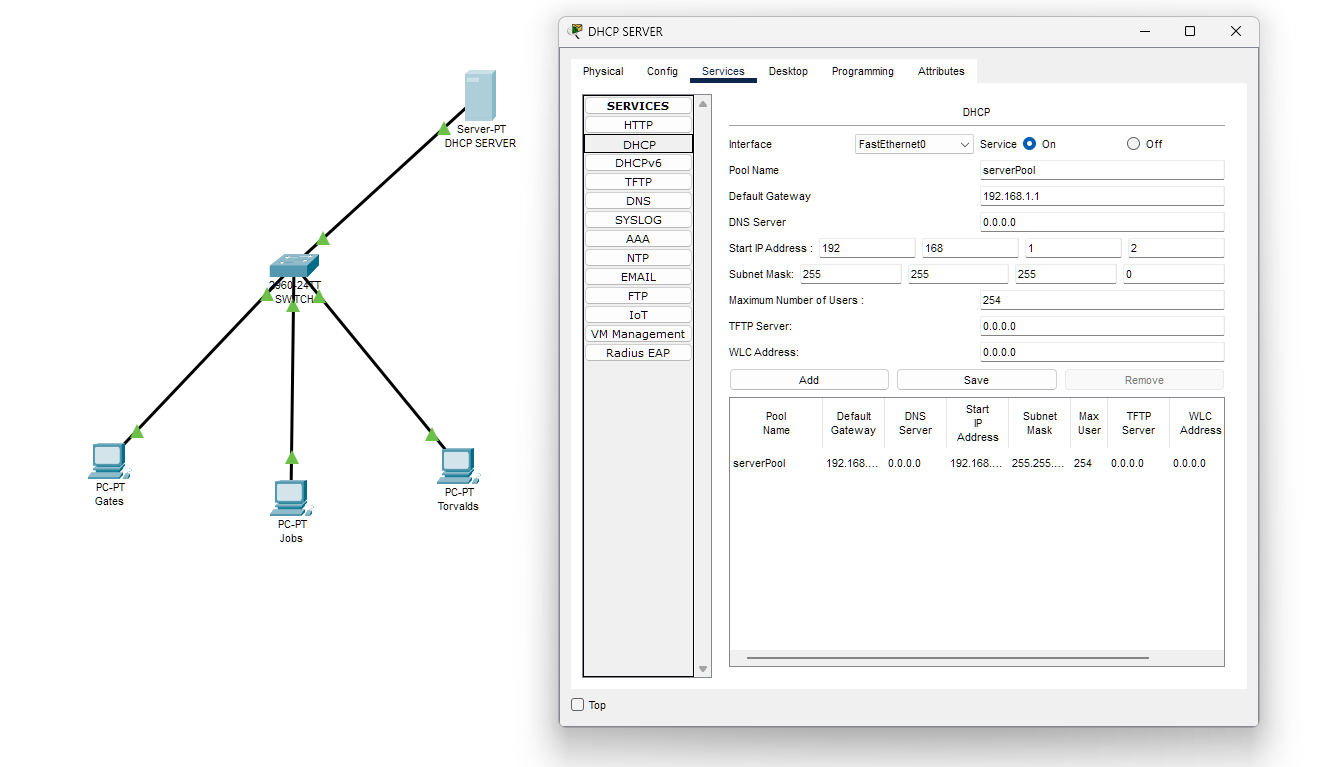 DHCP SERVER
Physical Config Services Desktop Programming Attributes
SERVICES
HTTP
DHCP
DHCPv6
TFTP
DNS
SYSLOG
AAA
NTP
EMAIL
FTP
IoT
VM Management
Radius EAP
DHCP
Interface FastEthernet0 Service On Off
Pool Name serverPool
Default Gateway 192.168.1.1
DNS Server 0.0.0.0
Start IP Address : 192 168 1 2
Subnet Mask: 255 255 255 0
Maximum Number of Users : 254
TFTP Server: 0.0.0.0
WLC Address: 0.0.0.0
Add Save Remove
Pool Name Default Gateway DNS Server Start IP Address Subnet Mask Max User TFTP Server WLC Address
serverPool 192.168.... 0.0.0.0 192.168.... 255.255.... 254 0.0.0.0 0.0.0.0
Top
Server-PT
DHCP SERVER
2960-24TT
SWITCH
PC-PT
Gates
PC-PT
Jobs
PC-PT
Torvalds